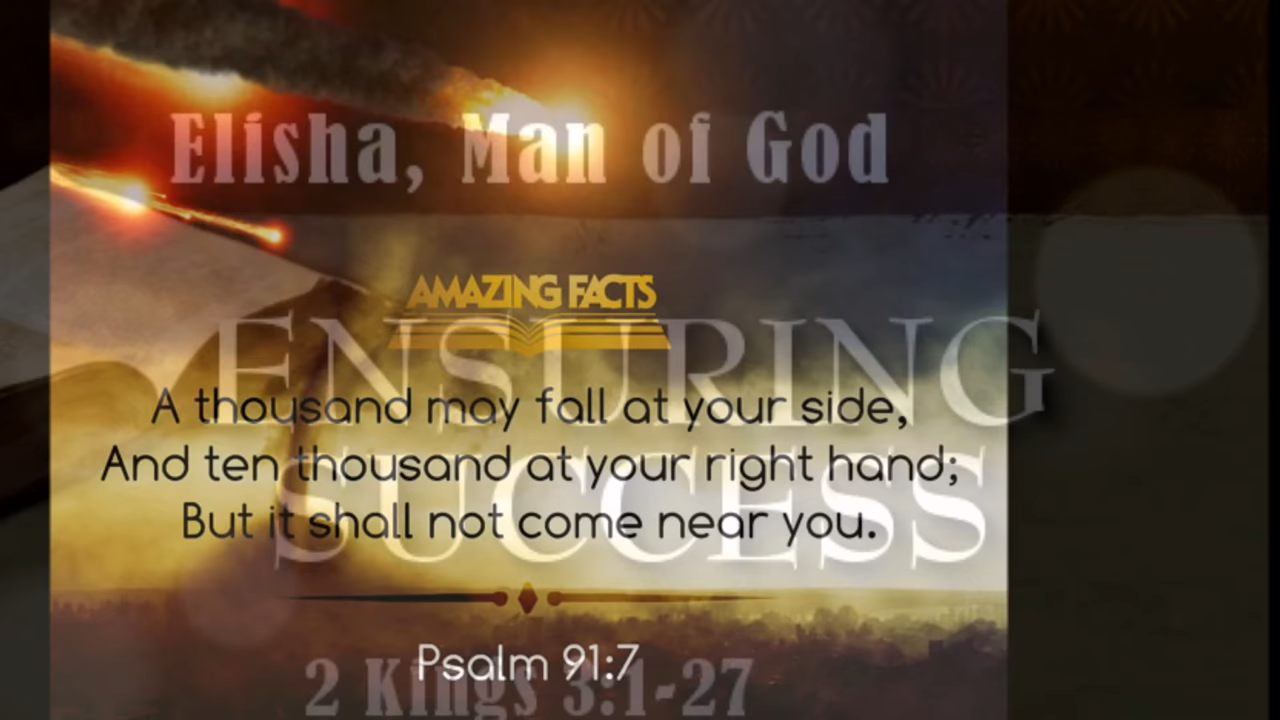 Elisha, Man of God
AMAZING FACTS
ENSURING
A thousand may fall at your side,
And ten thousand at your right hand;
SUCCESS
But it shall not come near you.
Psalm 91:7
2 Kings 3:1-27